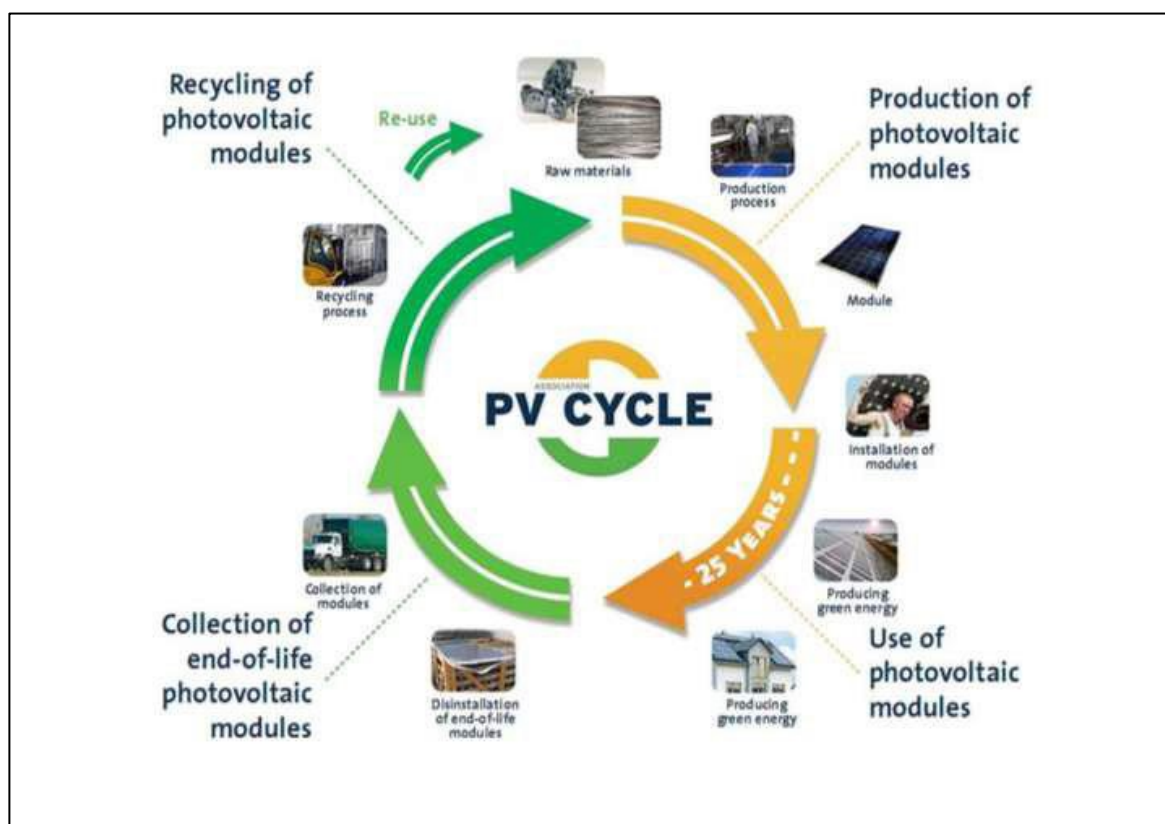 Recycling of
photovoltaic
modules
Re-use
Raw materials
Production
process
Production of
photovoltaic
modules
Module
Recycling
process
ASSOCIATION
PV CYCLE
Installation of
modules
- 25 YEARS - - -
Producing
green energy
Use of
photovoltaic
modules
Producing
green energy
Disinstallation
of end-of-life
modules
Collection of
modules
Collection of
end-of-life
photovoltaic
modules